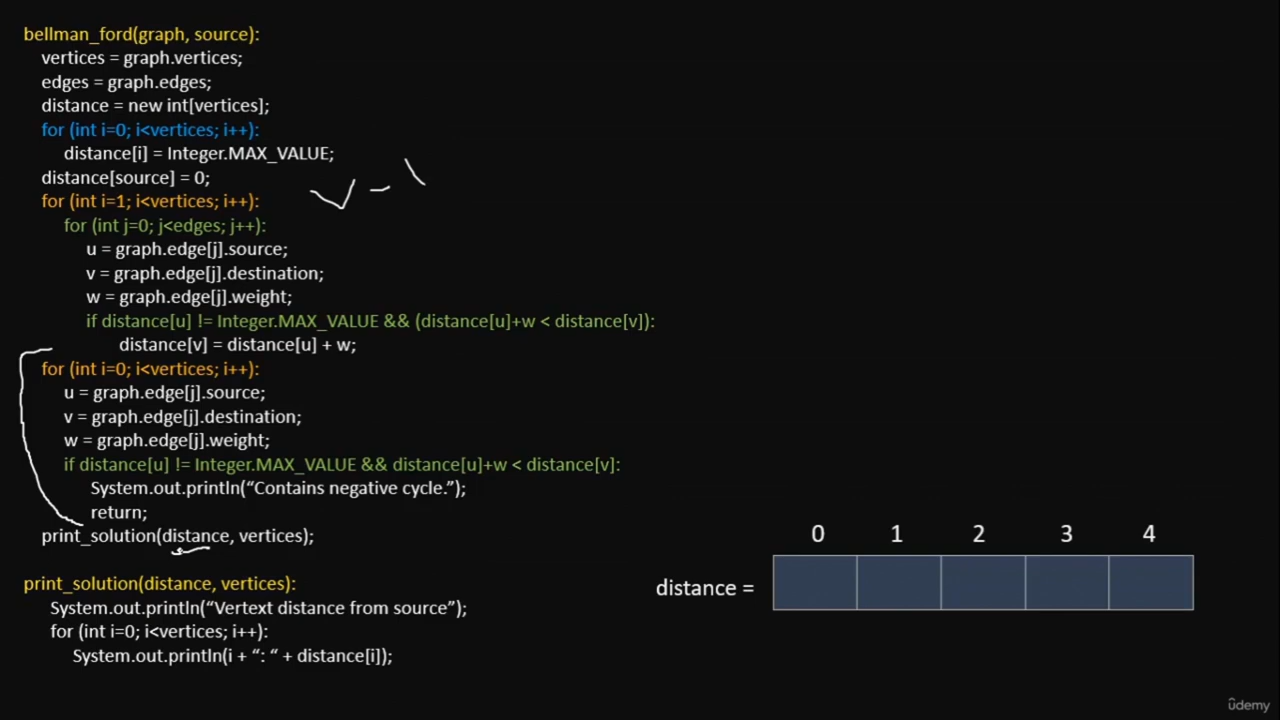 bellman_ford(graph, source):
vertices = graph.vertices;
edges = graph.edges;
distance = new int[vertices];
for (int i=0; i<vertices; i++):
distance[i] = Integer.MAX_VALUE;
distance[source] = 0;
for (int i=1; i<vertices; i++):
V - 1
for (int j=0; j<edges; j++):
u = graph.edge[j].source;
v = graph.edge[j].destination;
w = graph.edge[j].weight;
if distance[u] != Integer.MAX_VALUE && (distance[u]+w < distance[v]):
distance[v] = distance[u] + w;
for (int i=0; i<vertices; i++):
u = graph.edge[j].source;
v = graph.edge[j].destination;
w = graph.edge[j].weight;
if distance[u] != Integer.MAX_VALUE && distance[u]+w < distance[v]:
System.out.println(“Contains negative cycle.”);
return;
print_solution(distance, vertices);
print_solution(distance, vertices):
System.out.println(“Vertext distance from source”);
for (int i=0; i<vertices; i++):
System.out.println(i + “: “ + distance[i]);
0 1 2 3 4
distance =
ûdemy